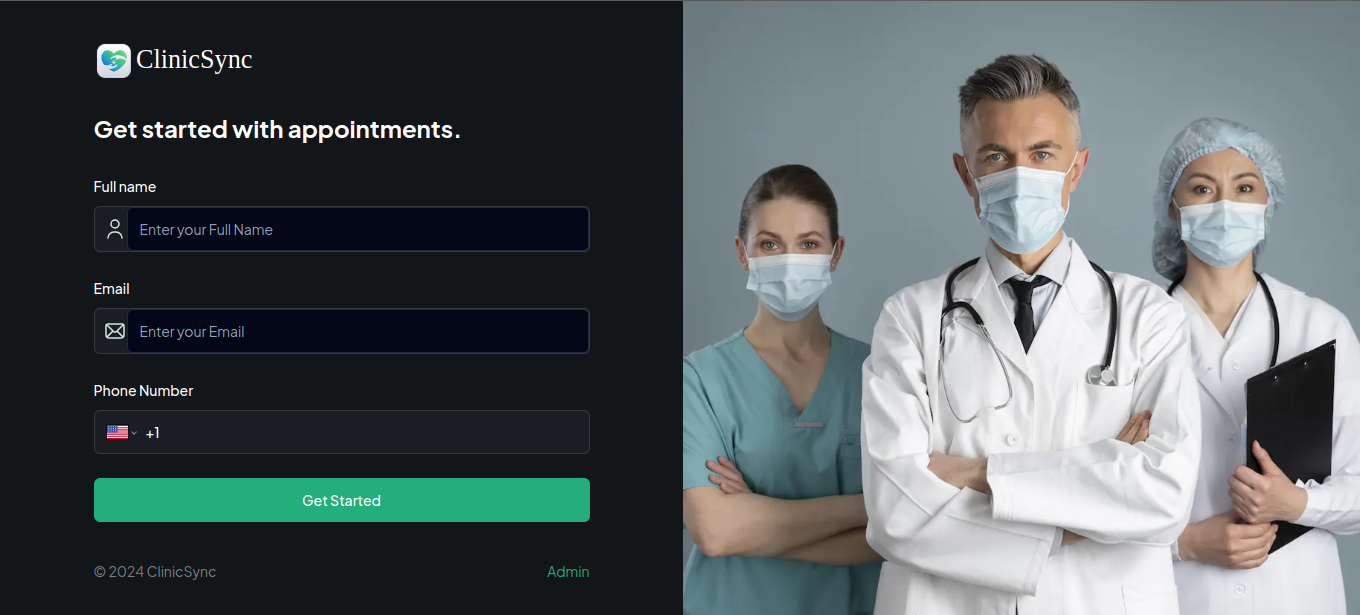 ClinicSync
Get started with appointments.
Full name
Enter your Full Name
Email
Enter your Email
Phone Number
+1
Get Started
© 2024 ClinicSync
Admin